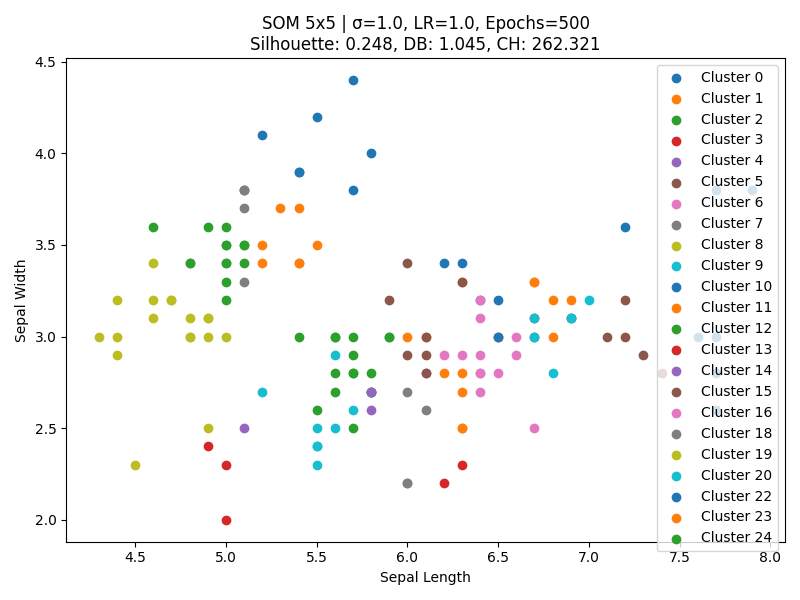 SOM 5x5 | σ=1.0, LR=1.0, Epochs=500
Silhouette: 0.248, DB: 1.045, CH: 262.321
4.5
4.0
3.5
3.0
2.5
2.0
Sepal Width
4.5
5.0
5.5
6.0
6.5
7.0
7.5
8.0
Sepal Length
Cluster 0
Cluster 1
Cluster 2
Cluster 3
Cluster 4
Cluster 5
Cluster 6
Cluster 7
Cluster 8
Cluster 9
Cluster 10
Cluster 11
Cluster 12
Cluster 13
Cluster 14
Cluster 15
Cluster 16
Cluster 18
Cluster 19
Cluster 20
Cluster 22
Cluster 23
Cluster 24